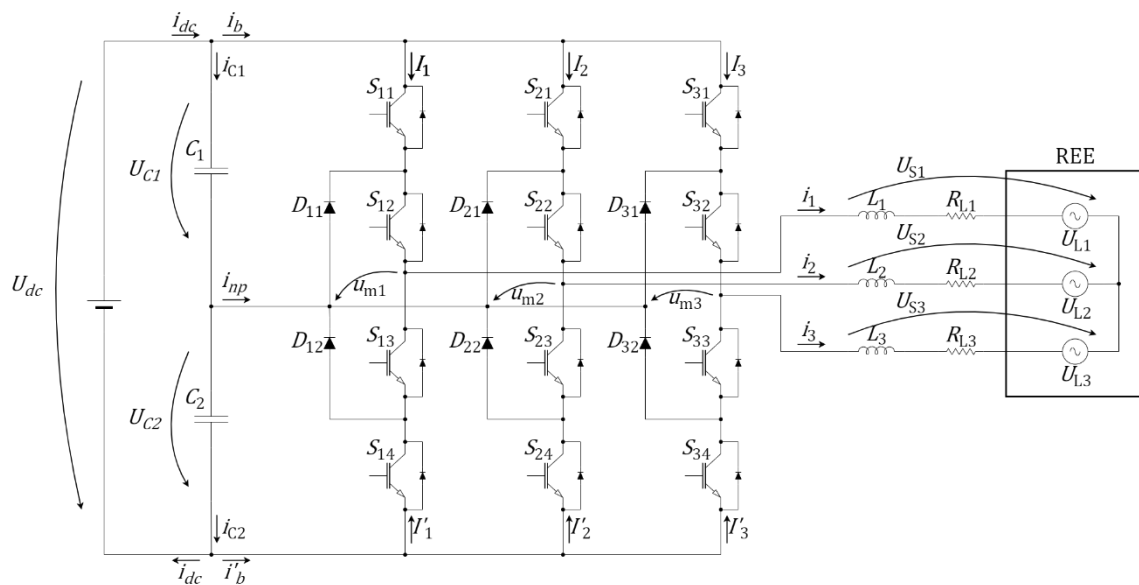 i_dc i_b
i_C1 I_1 I_2 I_3 REE
S_11 S_21 S_31
U_C1 C_1 U_S1
D_11 S_12 D_21 S_22 D_31 S_32 i_1 L_1 R_L1
U_S2 U_L1
U_dc i_np u_m1 u_m2 u_m3 i_2 L_2 R_L2
U_S3 U_L2
D_12 S_13 D_22 S_23 D_32 S_33 i_3 L_3 R_L3
U_L3
U_C2 C_2
S_14 S_24 S_34
i_C2 I'_1 I'_2 I'_3
i_dc i'_b